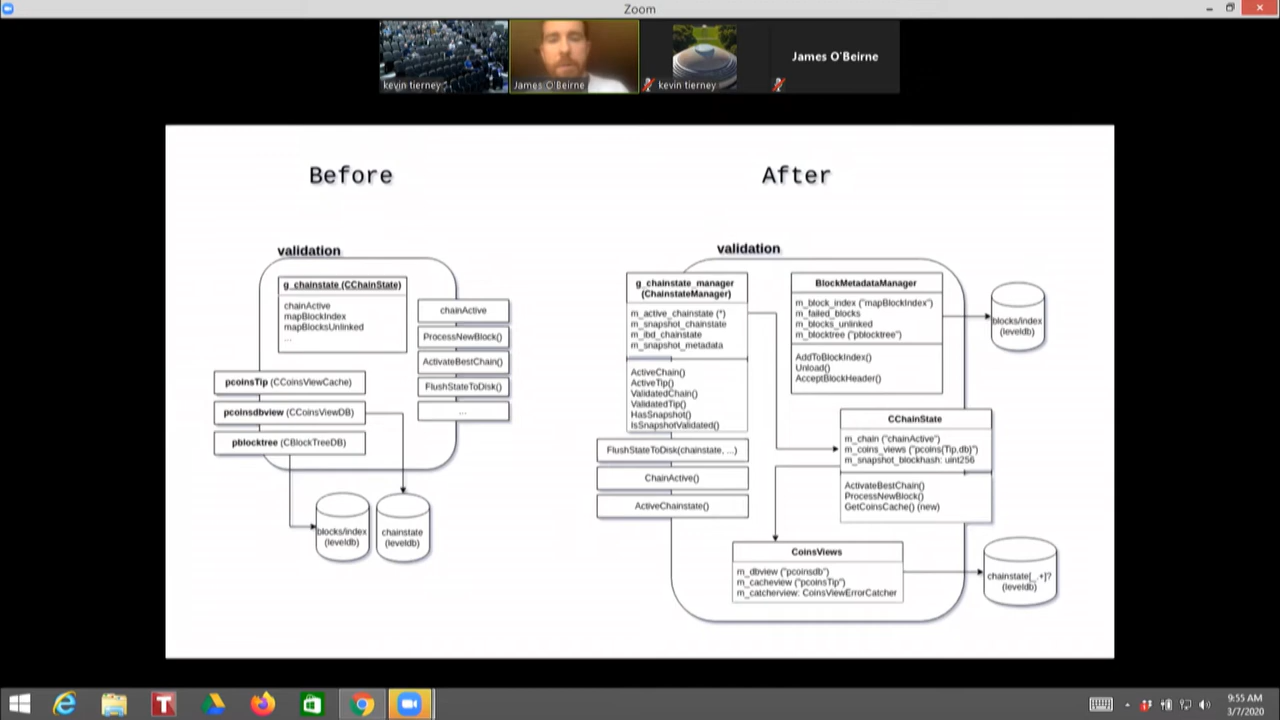 Zoom
kevin tierney
James O'Beirne
kevin tierney
James O'Beirne
Before
After
validation
g_chainstate (CChainState)
chainActive
mapBlockIndex
mapBlocksUnlinked
...
chainActive
ProcessNewBlock()
ActivateBestChain()
FlushStateToDisk()
...
pcoinsTip (CCoinsViewCache)
pcoinsdbview (CCoinsViewDB)
pblocktree (CBlockTreeDB)
blocks/index
(leveldb)
chainstate
(leveldb)
validation
g_chainstate_manager
(ChainstateManager)
m_active_chainstate (*)
m_snapshot_chainstate
m_ibd_chainstate
m_snapshot_metadata
ActiveChain()
ActiveTip()
ValidatedChain()
ValidatedTip()
HasSnapshot()
IsSnapshotValidated()
FlushStateToDisk(chainstate, ...)
ChainActive()
ActiveChainstate()
BlockMetadataManager
m_block_index ("mapBlockIndex")
m_failed_blocks
m_blocks_unlinked
m_blocktree ("pblocktree")
AddToBlockIndex()
Unload()
AcceptBlockHeader()
blocks/index
(leveldb)
CChainState
m_chain ("chainActive")
m_coins_views ("pcoins{Tip,db}")
m_snapshot_blockhash: uint256
ActivateBestChain()
ProcessNewBlock()
GetCoinsCache() (new)
CoinsViews
m_dbview ("pcoinsdb")
m_cacheview ("pcoinsTip")
m_catcherview: CoinsViewErrorCatcher
chainstate[_.+]?
(leveldb)
9:55 AM
3/7/2020